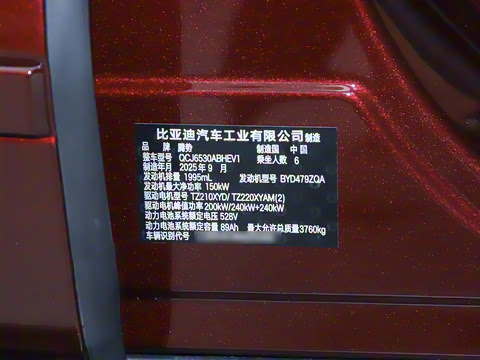 比亚迪汽车工业有限公司制造
品 牌 腾势 制造国 中国
整车型号 QCJ6530ABHEV1 乘坐人数 6
制造年月 2025年9月
发动机排量 1995mL 发动机型号 BYD479ZQA
发动机最大净功率 150kW
驱动电机型号 TZ210XYD/ TZ220XYAM(2)
驱动电机峰值功率 200kW/240kW+240kW
动力电池系统额定电压 528V
动力电池系统额定容量 89Ah 最大允许总质量3760kg
车辆识别代号